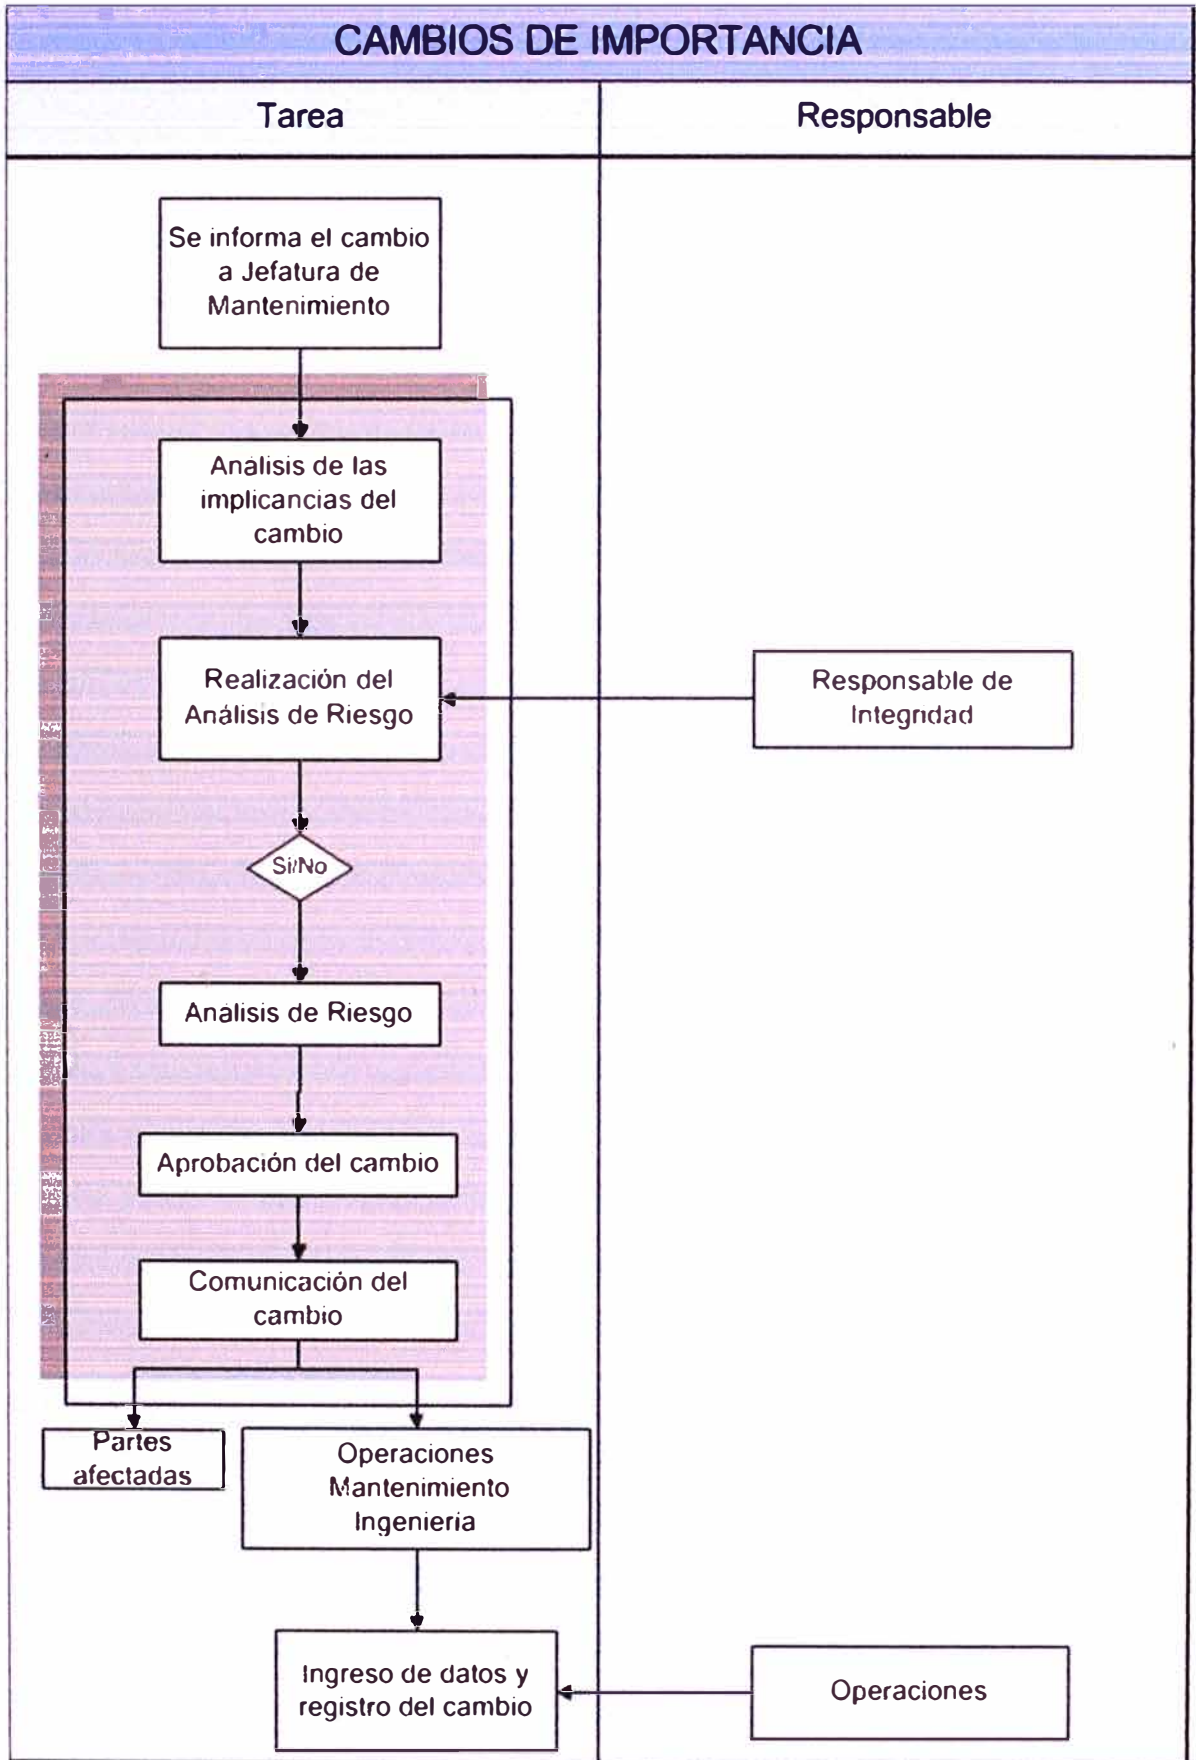 CAMBIOS DE IMPORTANCIA
Tarea
Responsable
Se informa el cambio
a Jefatura de
Mantenimiento
Análisis de las
implicancias del
cambio
Realización del
Análisis de Riesgo
Responsable de
Integridad
Si/No
Análisis de Riesgo
Aprobación del cambio
Comunicación del
cambio
Partes
afectadas
Operaciones
Mantenimiento
Ingenieria
Ingreso de datos y
registro del cambio
Operaciones